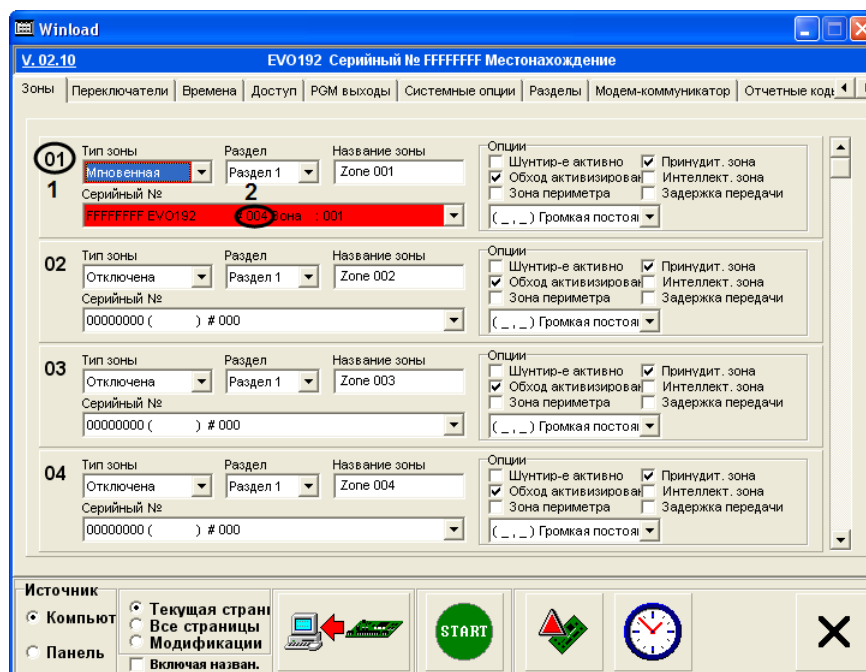 Winload
V. 02.10 EVO192 Серийный № FFFFFFFF Местонахождение
Зоны Переключатели Времена Доступ PGM выходы Системные опции Разделы Модем-коммуникатор Отчетные коды
01 Тип зоны Раздел Название зоны Опции
Мгновенная Раздел 1 Zone 001 Шунтир-е активно Принудит. зона
1 Серийный № 2 Обход активизирован Интеллект. зона
Зона периметра Задержка передачи
FFFFFFFF EVO192 # 004 Зона : 001 ( _ , _ ) Громкая постоя
02 Тип зоны Раздел Название зоны Опции
Отключена Раздел 1 Zone 002 Шунтир-е активно Принудит. зона
Серийный № Обход активизирован Интеллект. зона
Зона периметра Задержка передачи
00000000 ( ) # 000 ( _ , _ ) Громкая постоя
03 Тип зоны Раздел Название зоны Опции
Отключена Раздел 1 Zone 003 Шунтир-е активно Принудит. зона
Серийный № Обход активизирован Интеллект. зона
Зона периметра Задержка передачи
00000000 ( ) # 000 ( _ , _ ) Громкая постоя
04 Тип зоны Раздел Название зоны Опции
Отключена Раздел 1 Zone 004 Шунтир-е активно Принудит. зона
Серийный № Обход активизирован Интеллект. зона
Зона периметра Задержка передачи
00000000 ( ) # 000 ( _ , _ ) Громкая постоя
Источник
Компьют Текущая страни
Все страницы START
Панель Модификации
Включая назван.